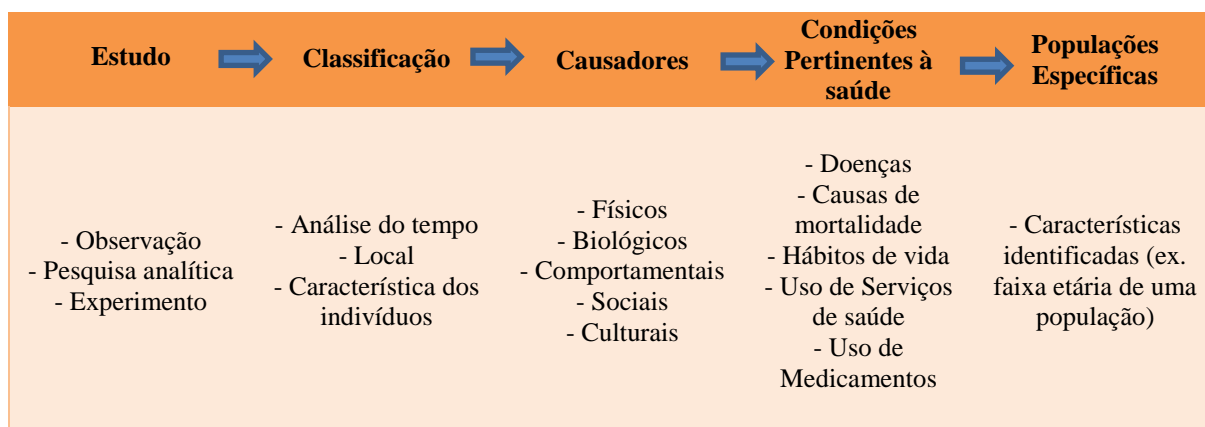 Estudo
Classificação
Causadores
Condições
Pertinentes à
saúde
Populações
Específicas
- Observação
- Pesquisa analítica
- Experimento
- Análise do tempo
- Local
- Característica dos
indivíduos
- Físicos
- Biológicos
- Comportamentais
- Sociais
- Culturais
- Doenças
- Causas de
mortalidade
- Hábitos de vida
- Uso de Serviços
de saúde
- Uso de
Medicamentos
- Características
identificadas (ex.
faixa etária de uma
população)